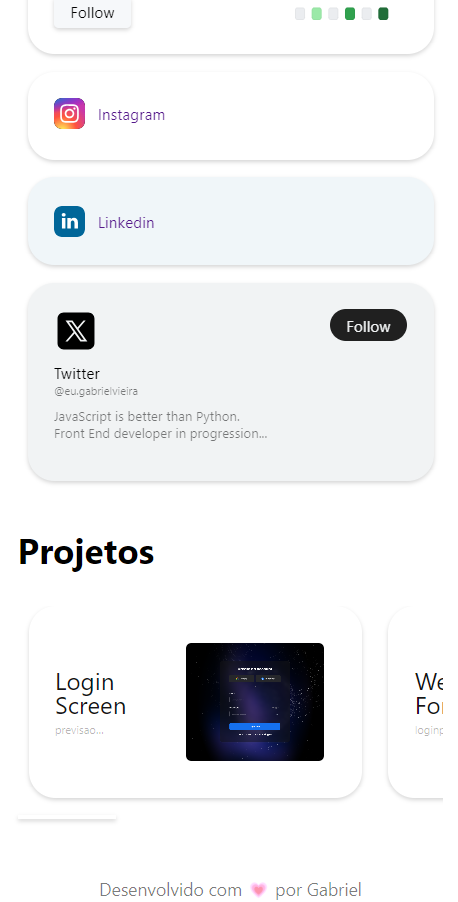 Follow
Instagram
Linkedin
Follow
Twitter
@eu.gabrielvieira
JavaScript is better than Python.
Front End developer in progression...
Projetos
Login
Screen
previsao...
We
For
loginp
Desenvolvido com 💗 por Gabriel